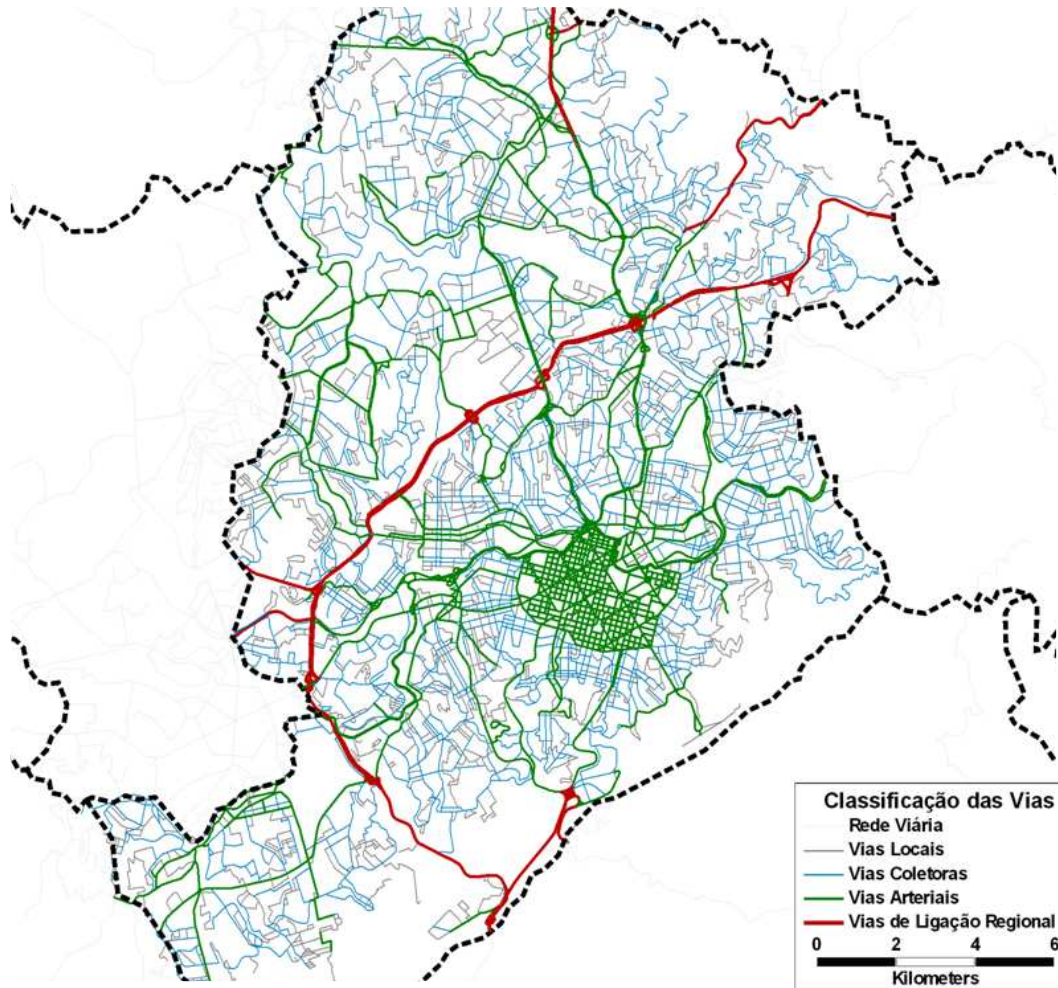 Classificação das Vias
Rede Viária
Vias Locais
Vias Coletoras
Vias Arteriais
Vias de Ligação Regional
0 2 4 6
Kilometers